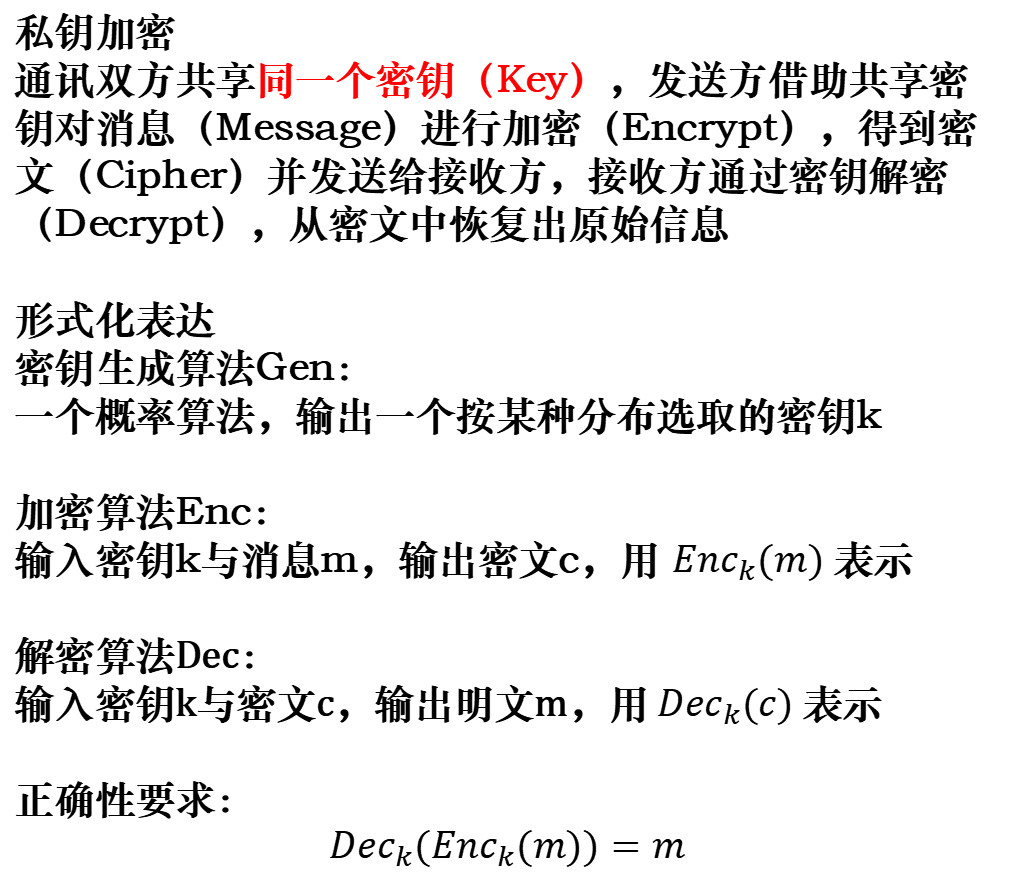 私钥加密
通讯双方共享同一个密钥（Key），发送方借助共享密
钥对消息（Message）进行加密（Encrypt），得到密
文（Cipher）并发送给接收方，接收方通过密钥解密
（Decrypt），从密文中恢复出原始信息
形式化表达
密钥生成算法Gen：
一个概率算法，输出一个按某种分布选取的密钥k
加密算法Enc：
输入密钥k与消息m，输出密文c，用 Enc_k(m) 表示
解密算法Dec：
输入密钥k与密文c，输出明文m，用 Dec_k(c) 表示
正确性要求：
Dec_k(Enc_k(m)) = m